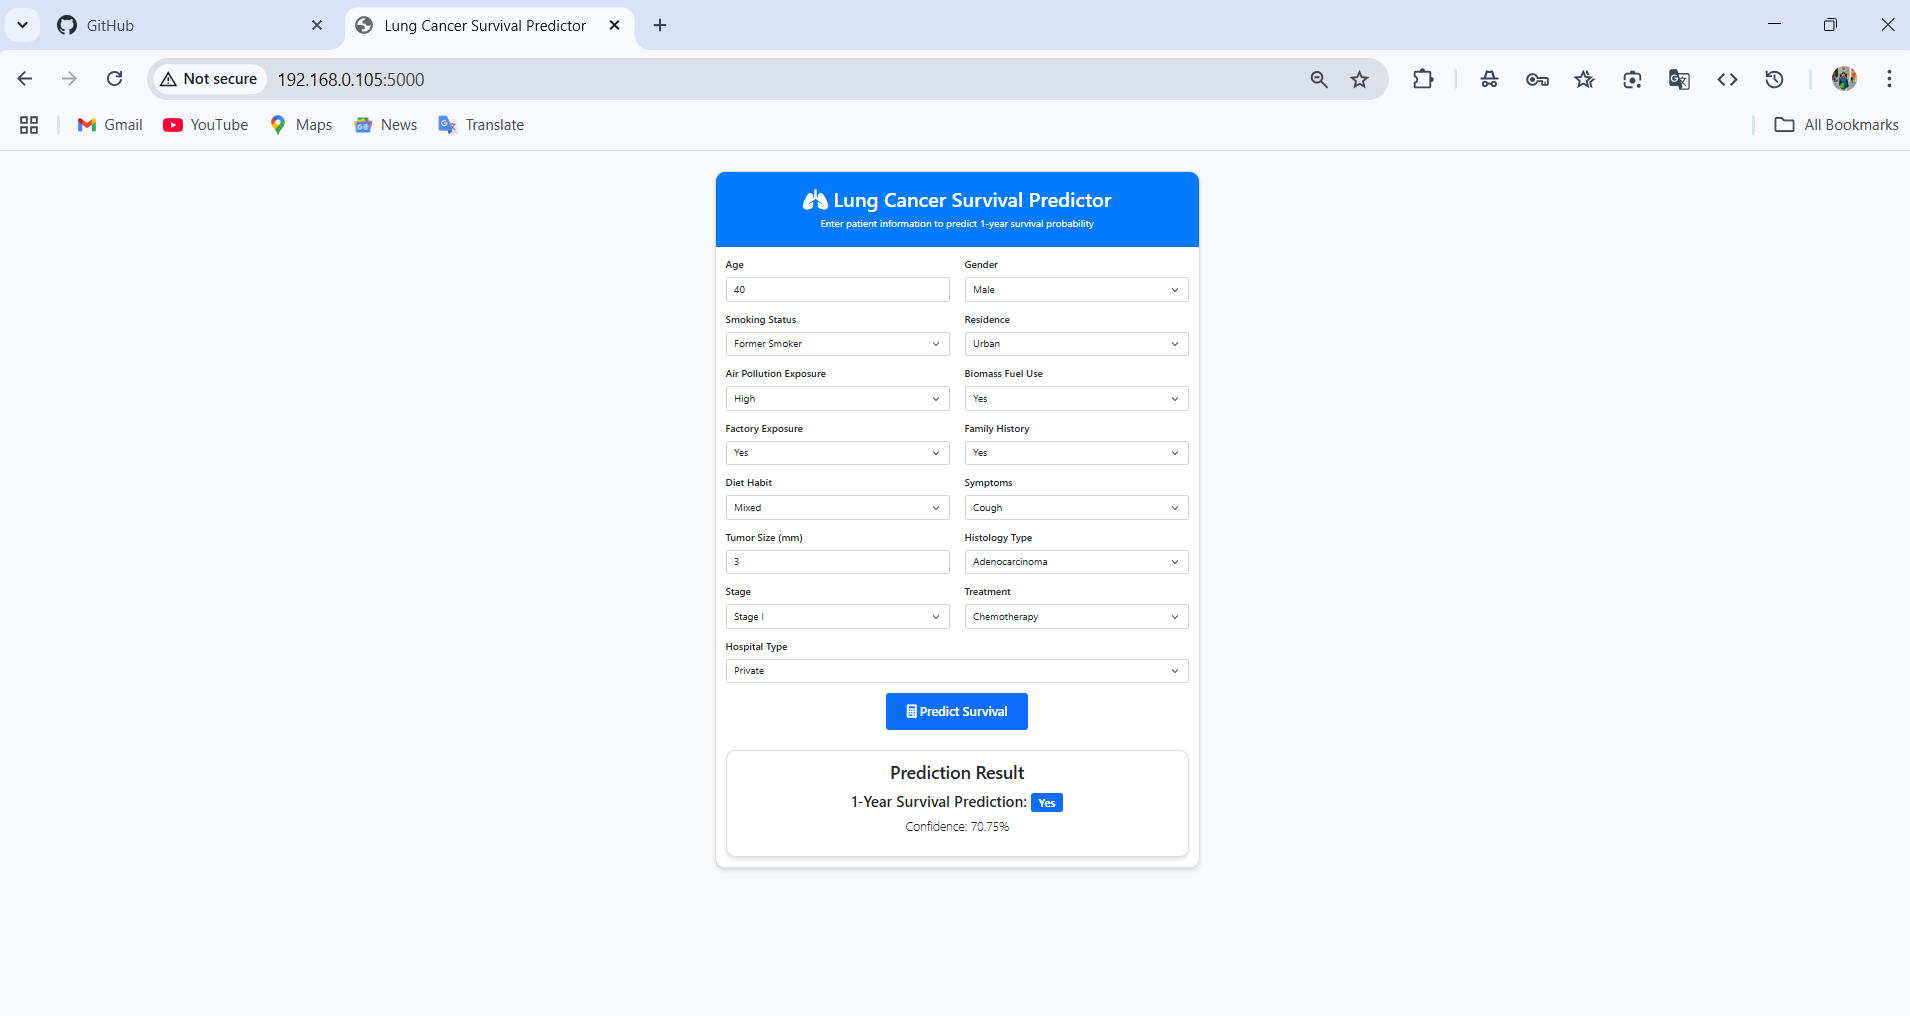 GitHub
Lung Cancer Survival Predictor
Not secure
192.168.0.105:5000
Gmail
YouTube
Maps
News
Translate
All Bookmarks
Lung Cancer Survival Predictor
Enter patient information to predict 1-year survival probability
Age
Gender
40
Male
Smoking Status
Residence
Former Smoker
Urban
Air Pollution Exposure
Biomass Fuel Use
High
Yes
Factory Exposure
Family History
Yes
Yes
Diet Habit
Symptoms
Mixed
Cough
Tumor Size (mm)
Histology Type
3
Adenocarcinoma
Stage
Treatment
Stage I
Chemotherapy
Hospital Type
Private
Predict Survival
Prediction Result
1-Year Survival Prediction: Yes
Confidence: 70.75%